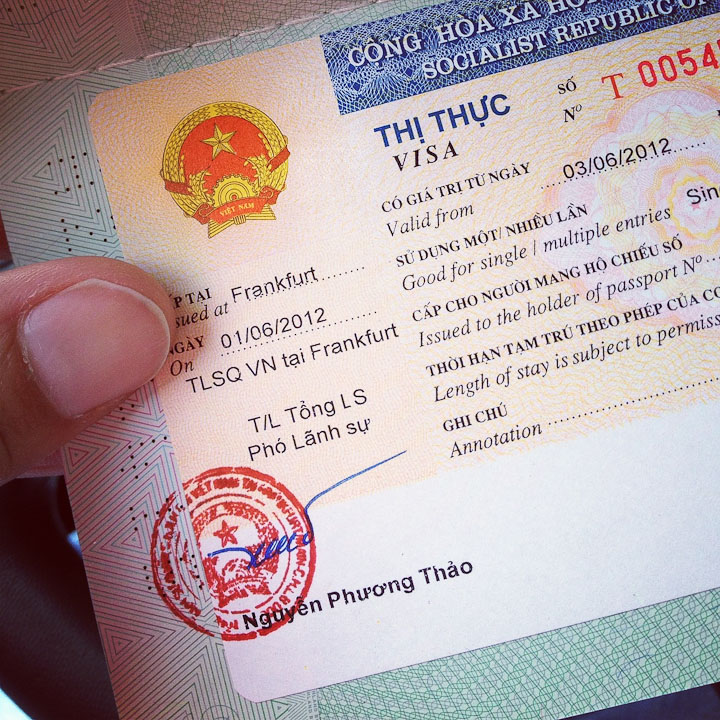 CỘNG HÒA XÃ
SOCIALIST REPUBLIC
THỊ THỰC
VISA
SỐ
Nº
T 0054
CÓ GIÁ TRỊ TỪ NGÀY
Valid from
03/06/2012
SỬ DỤNG MỘT/ NHIỀU LẦN
Good for single / multiple entries
CẤP CHO NGƯỜI MANG HỘ CHIẾU SỐ
Issued to the holder of passport Nº
THỜI HẠN TẠM TRÚ THEO PHÉP CỦA
Length of stay is subject to
GHI CHÚ
Annotation
VIỆT NAM
TẠI
at Frankfurt
On 01/06/2012
TLSQ VN tại Frankfurt
T/L Tổng LS
Phó Lãnh sự
Nguyễn Phương Thảo